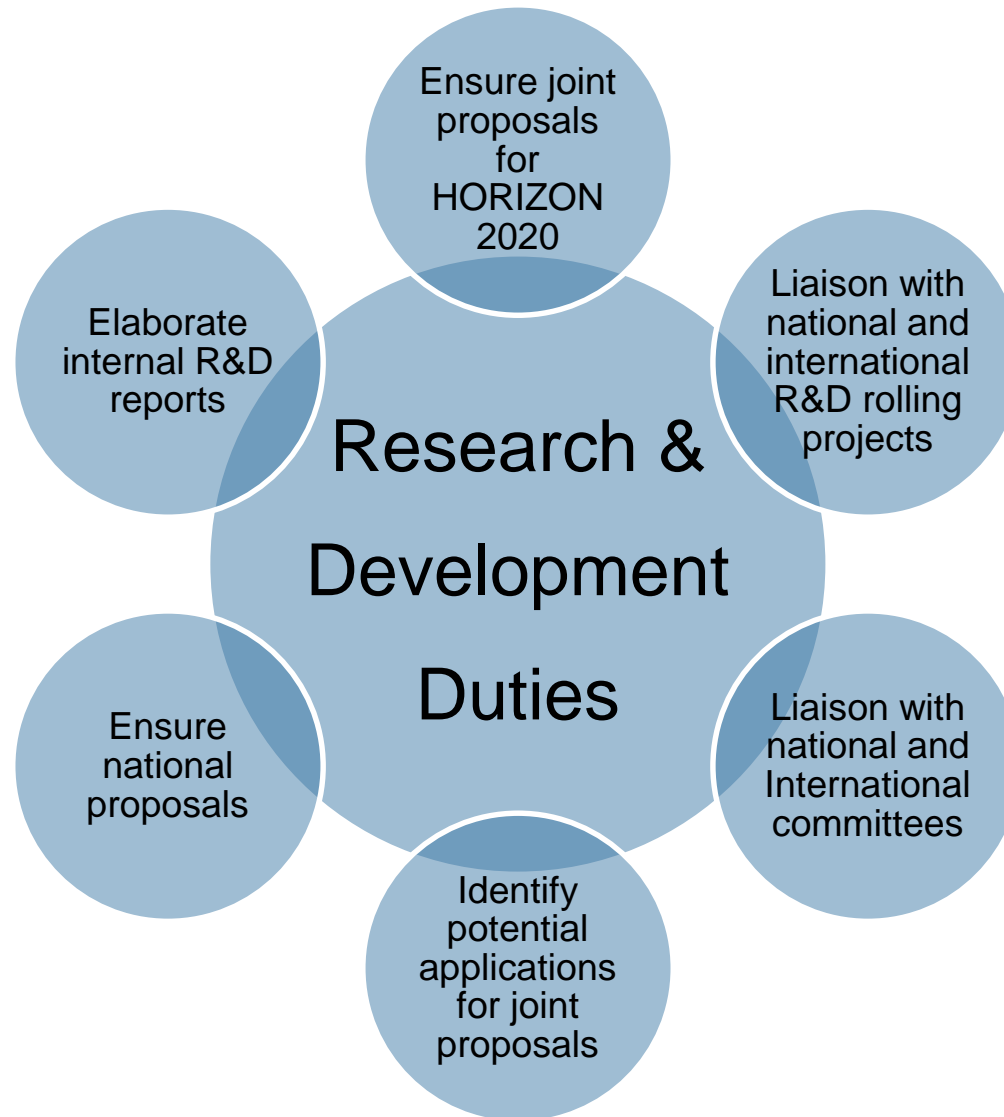 Ensure joint
proposals
for
HORIZON
2020
Liaison with
national and
international
R&D rolling
projects
Liaison with
national and
International
committees
Identify
potential
applications
for joint
proposals
Ensure
national
proposals
Elaborate
internal R&D
reports
Research &
Development
Duties